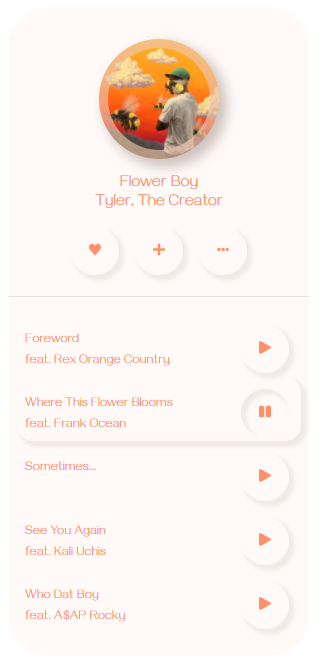 Flower Boy
Tyler, The Creator
Foreword
feat. Rex Orange Country
Where This Flower Blooms
feat. Frank Ocean
Sometimes...
See You Again
feat. Kali Uchis
Who Dat Boy
feat. A$AP Rocky